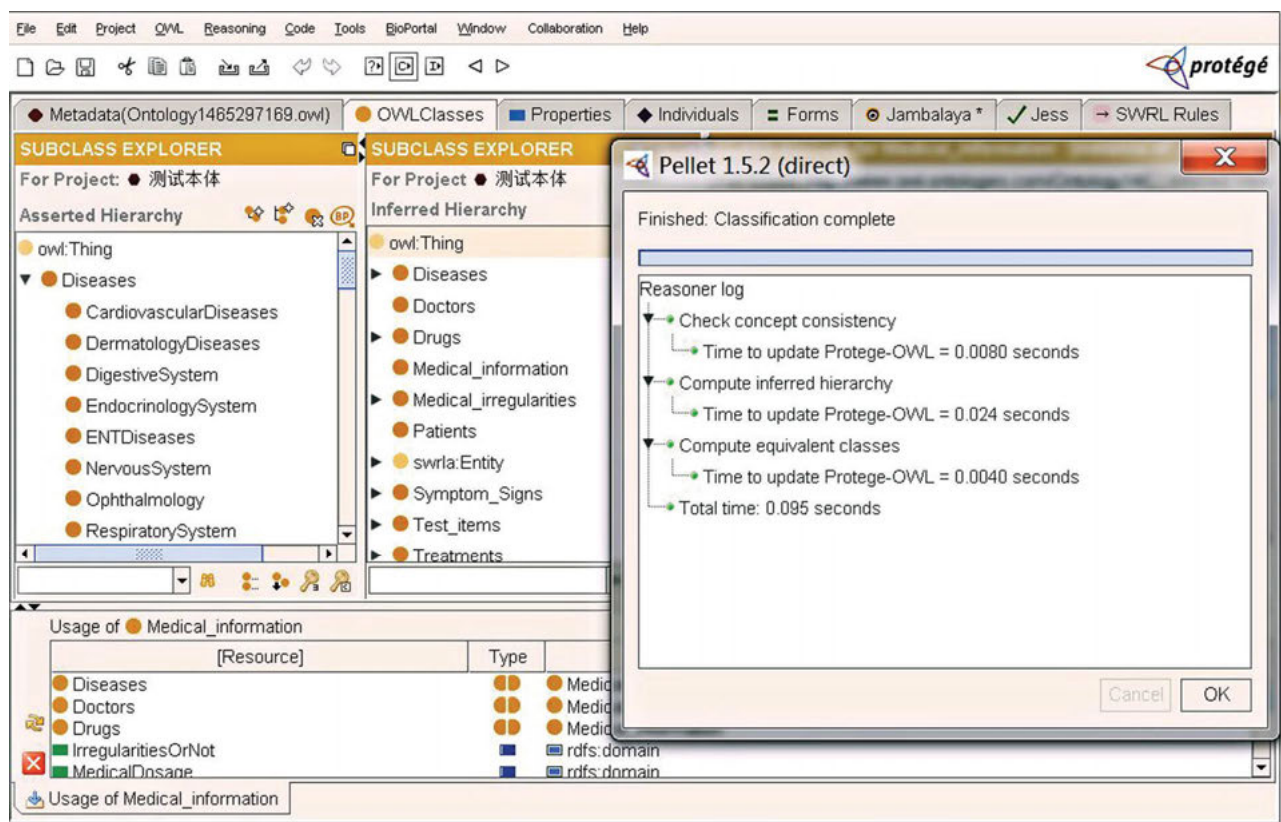 File Edit Project OWL Reasoning Code Tools BioPortal Window Collaboration Help
protégé
Metadata(Ontology1465297169.owl) OWLClasses Properties Individuals Forms Jambalaya * Jess SWRL Rules
SUBCLASS EXPLORER
For Project: 测试本体
Asserted Hierarchy
owl:Thing
Diseases
CardiovascularDiseases
DermatologyDiseases
DigestiveSystem
EndocrinologySystem
ENTDiseases
NervousSystem
Ophthalmology
RespiratorySystem
SUBCLASS EXPLORER
For Project 测试本体
Inferred Hierarchy
owl:Thing
Diseases
Doctors
Drugs
Medical_information
Medical_irregularities
Patients
swrla:Entity
Symptom_Signs
Test_items
Treatments
Pellet 1.5.2 (direct)
Finished: Classification complete
Reasoner log
Check concept consistency
Time to update Protege-OWL = 0.0080 seconds
Compute inferred hierarchy
Time to update Protege-OWL = 0.024 seconds
Compute equivalent classes
Time to update Protege-OWL = 0.0040 seconds
Total time: 0.095 seconds
Cancel OK
Usage of Medical_information
[Resource] Type
Diseases Medic
Doctors Medic
Drugs Medic
IrregularitiesOrNot rdfs:domain
MedicalDosage rdfs:domain
Usage of Medical_information